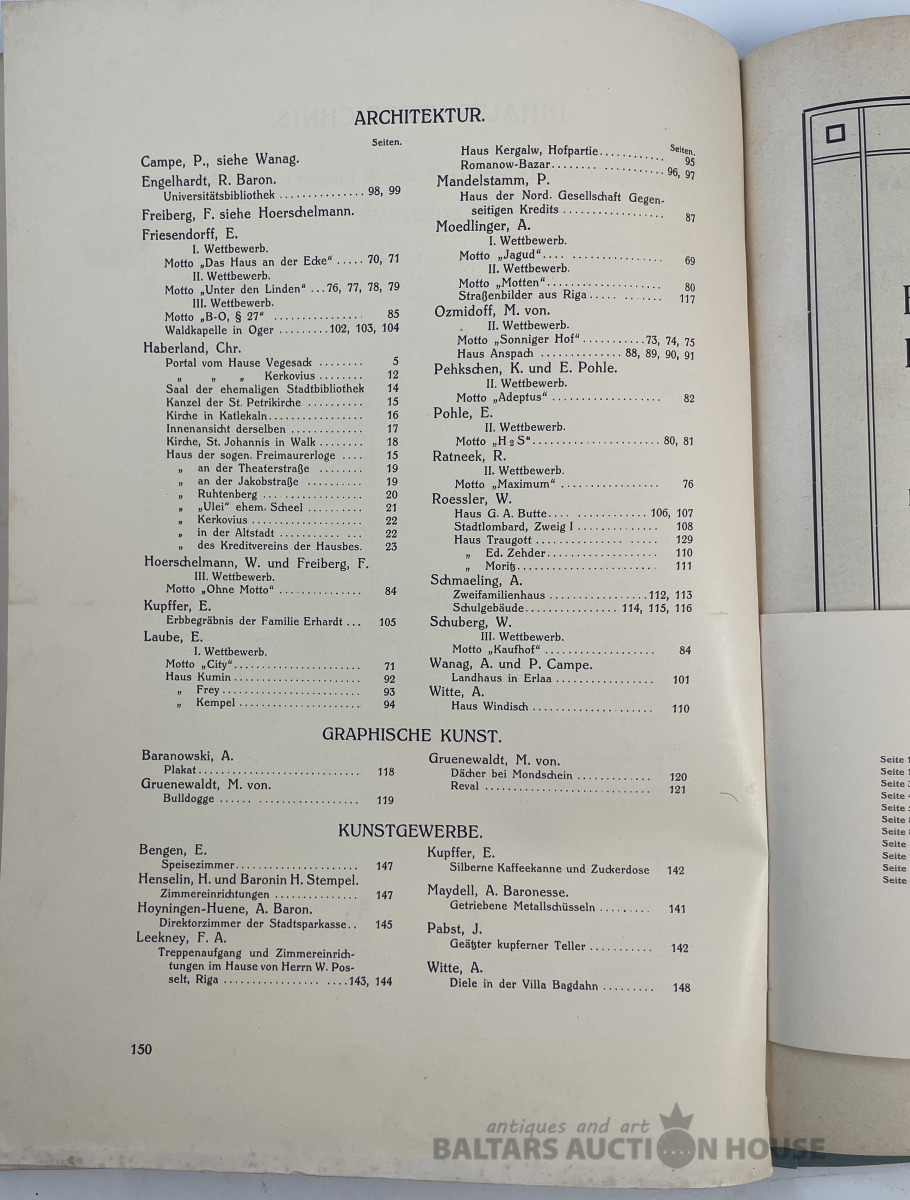 ARCHITEKTUR.
Seiten.
Campe, P., siehe Wanag.
Engelhardt, R. Baron.
Universitätsbibliothek ............... 98, 99
Freiberg, F. siehe Hoerschelmann.
Friesendorff, E.
I. Wettbewerb.
Motto „Das Haus an der Ecke“ ..... 70, 71
II. Wettbewerb.
Motto „Unter den Linden“ ...76, 77, 78, 79
III. Wettbewerb.
Motto „B-O, § 27“ ............... 85
Waldkapelle in Oger .........102, 103, 104
Haberland, Chr.
Portal vom Hause Vegesack ........ 5
„ „ „ Kerkovius ........ 12
Saal der ehemaligen Stadtbibliothek 14
Kanzel der St. Petrikirche .......... 15
Kirche in Katlekaln................ 16
Innenansicht derselben ............. 17
Kirche, St. Johannis in Walk ........ 18
Haus der sogen. Freimaurerloge .... 15
„ an der Theaterstraße ........ 19
„ an der Jakobstraße .......... 19
„ Ruhtenberg ... .............. 20
„ „Ulei“ ehem. Scheel .......... 21
„ Kerkovius .................... 22
„ in der Altstadt ........... ... 22
„ des Kreditvereins der Hausbes. 23
Hoerschelmann, W. und Freiberg, F.
III. Wettbewerb.
Motto „Ohne Motto“ .............. 84
Kupffer, E.
Erbbegräbnis der Familie Erhardt ... 105
Laube, E.
I. Wettbewerb.
Motto „City“....................... 71
Haus Kumin ....................... 92
„ Frey ......................... 93
„ Kempel ...................... 94
Seiten.
Haus Kergalw, Hofpartie............ 95
Romanow-Bazar.................... 96, 97
Mandelstamm, P.
Haus der Nord. Gesellschaft Gegen-
seitigen Kredits .................. 87
Moedlinger, A.
I. Wettbewerb.
Motto „Jagud“.... ................ 69
II. Wettbewerb.
Motto „Motten“ .................... 80
Straßenbilder aus Riga..... ....... 117
Ozmidoff, M. von.
II. Wettbewerb.
Motto „Sonniger Hof“ ...........73, 74, 75
Haus Anspach .............. 88, 89, 90, 91
Pehkschen, K. und E. Pohle.
II. Wettbewerb.
Motto „Adeptus“ .................... 82
Pohle, E.
II. Wettbewerb.
Motto „H 2 S“....................... 80, 81
Ratneek, R.
II. Wettbewerb.
Motto „Maximum“ ................. 76
Roessler, W.
Haus G. A. Butte.... ............ 106, 107
Stadtlombard, Zweig I .............. 108
Haus Traugott ................ ..... 129
„ Ed. Zehder.................... 110
„ Moritz......................... 111
Schmaeling, A.
Zweifamilienhaus .................112, 113
Schulgebäude................ 114, 115, 116
Schuberg, W.
III. Wettbewerb.
Motto „Kaufhof“ ................... 84
Wanag, A. und P. Campe.
Landhaus in Erlaa ................. 101
Witte, A.
Haus Windisch ..................... 110
GRAPHISCHE KUNST.
Baranowski, A.
Plakat............................ 118
Gruenewaldt, M. von.
Bulldogge ...... ................... 119
Gruenewaldt, M. von.
Dächer bei Mondschein ............. 120
Reval ............................. 121
KUNSTGEWERBE.
Bengen, E.
Speisezimmer...................... 147
Henselin, H. und Baronin H. Stempel.
Zimmereinrichtungen ............... 147
Hoyningen-Huene, A. Baron.
Direktorzimmer der Stadtsparkasse.. 145
Leekney, F. A.
Treppenaufgang und Zimmereinrich-
tungen im Hause von Herrn W. Pos-
selt, Riga ................. ....143, 144
Kupffer, E.
Silberne Kaffeekanne und Zuckerdose 142
Maydell, A. Baronesse.
Getriebene Metallschüsseln ......... 141
Pabst, J.
Geätzter kupferner Teller ........... 142
Witte, A.
Diele in der Villa Bagdahn ......... 148
150
Seite
Seite
Seite
Seite
Seite
Seite
Seite
Seite
Seite
Seite
Seite
antiques and art
BALTARS AUCTION HOUSE